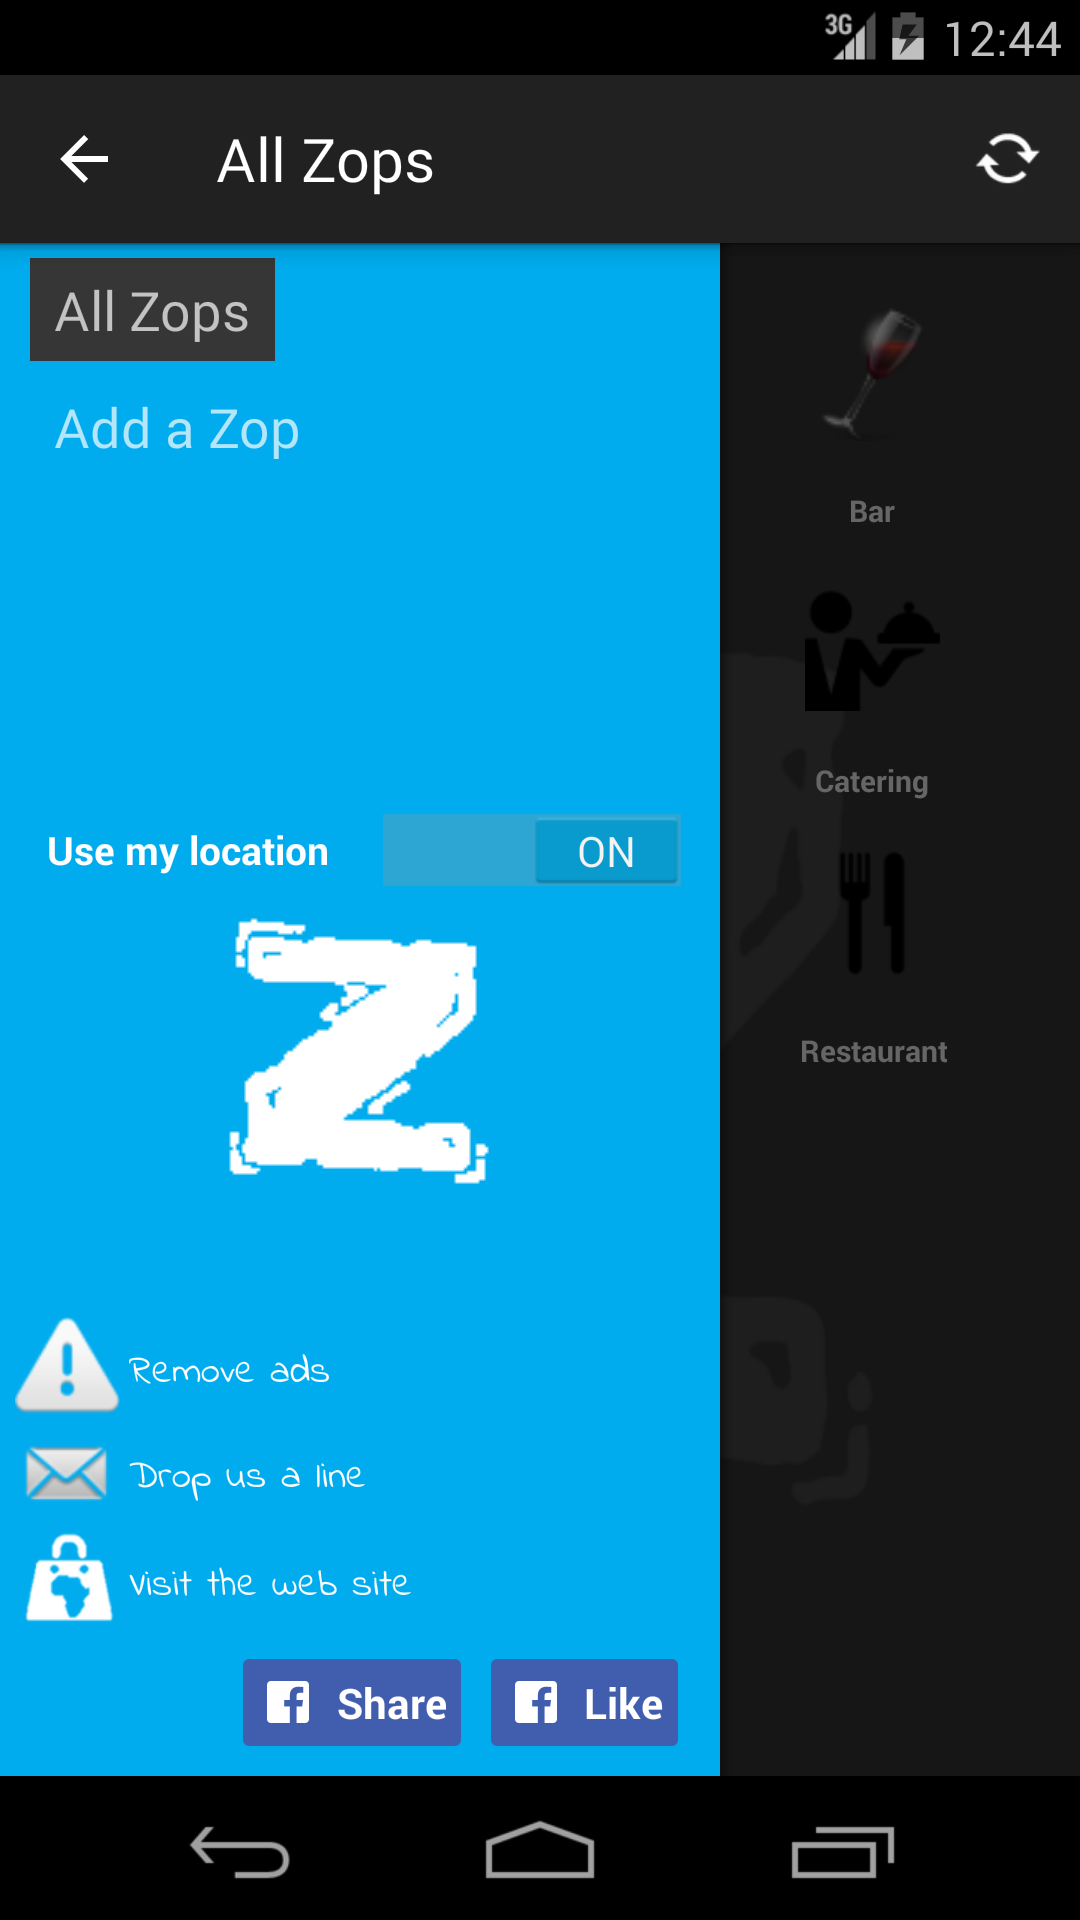 3G 12:44
All Zops
All Zops
Add a Zop
Bar
Catering
Use my location ON
Z
Restaurant
Remove ads
Drop us a line
Visit the web site
f Share f Like